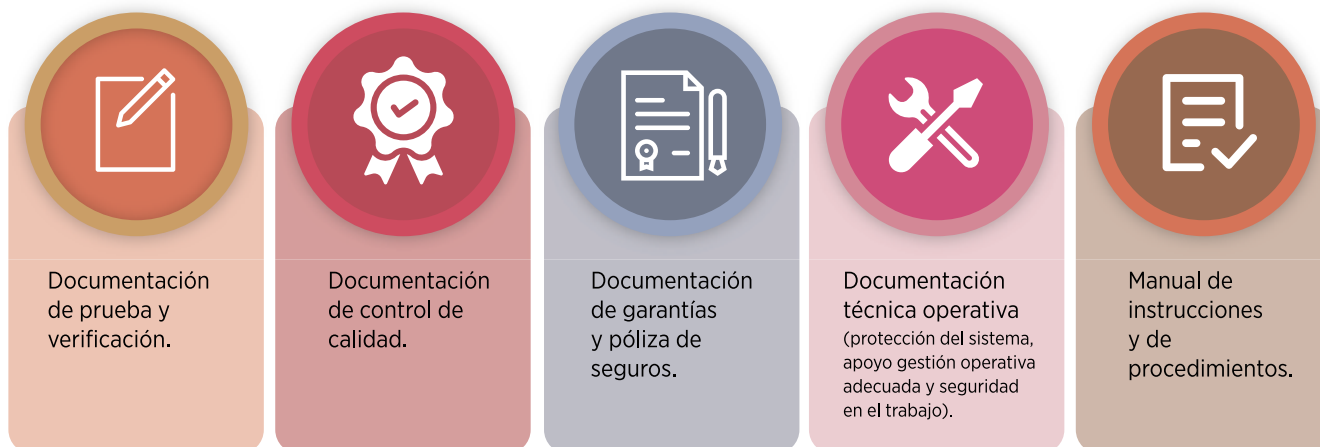 Documentación
de prueba y
verificación.
Documentación
de control de
calidad.
Documentación
de garantías
y póliza de
seguros.
Documentación
técnica operativa
(protección del sistema,
apoyo gestión operativa
adecuada y seguridad
en el trabajo).
Manual de
instrucciones
y de
procedimientos.